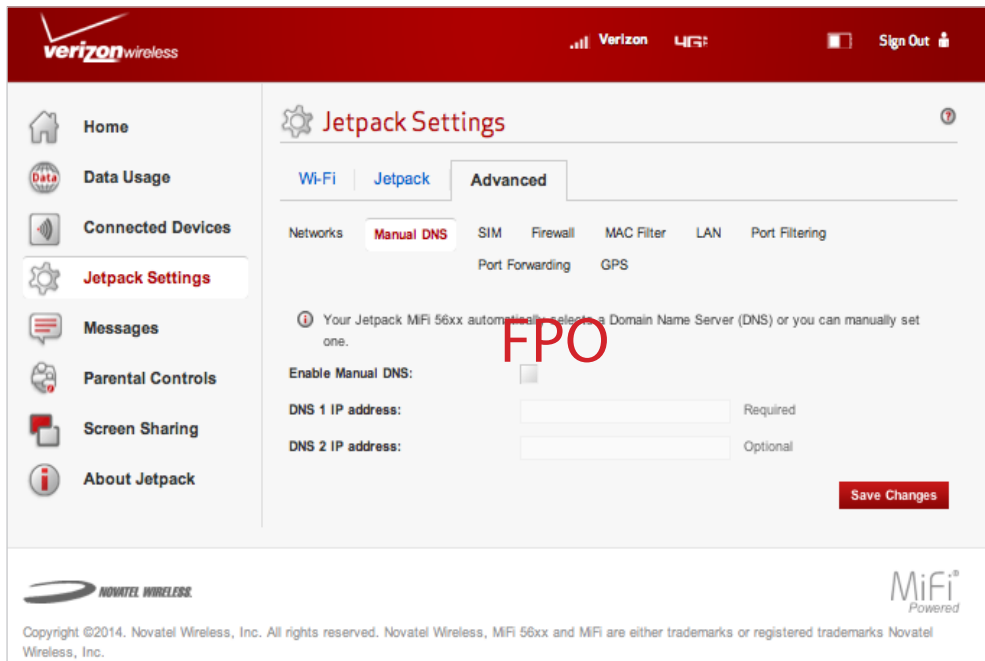 verizonwireless
Verizon 4G LTE Sign Out
Home
Data Usage
Data
Connected Devices
Jetpack Settings
Messages
Parental Controls
Screen Sharing
About Jetpack
Jetpack Settings ?
Wi-Fi Jetpack Advanced
Networks Manual DNS SIM Firewall MAC Filter LAN Port Filtering
Port Forwarding GPS
Your Jetpack MiFi 56xx automatically selects a Domain Name Server (DNS) or you can manually set
one.
FPO
Enable Manual DNS:
DNS 1 IP address: Required
DNS 2 IP address: Optional
Save Changes
NOVATEL WIRELESS.
MiFi®
Powered
Copyright ©2014. Novatel Wireless, Inc. All rights reserved. Novatel Wireless, MiFi 56xx and MiFi are either trademarks or registered trademarks Novatel
Wireless, Inc.